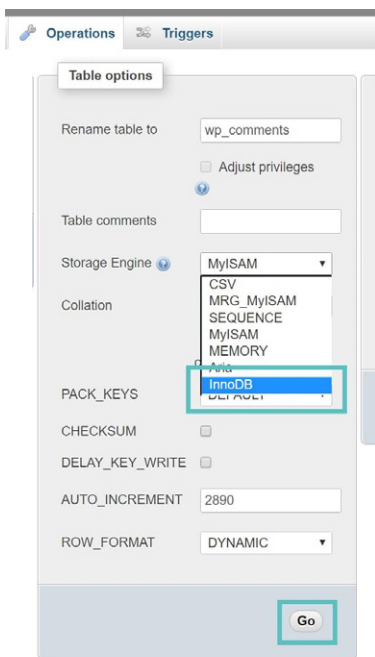 Operations Triggers
Table options
Rename table to wp_comments
Adjust privileges
Table comments
Storage Engine MyISAM
CSV
MRG_MyISAM
SEQUENCE
MyISAM
MEMORY
Aria
InnoDB
Collation
PACK_KEYS DEFAULT
CHECKSUM
DELAY_KEY_WRITE
AUTO_INCREMENT 2890
ROW_FORMAT DYNAMIC
Go